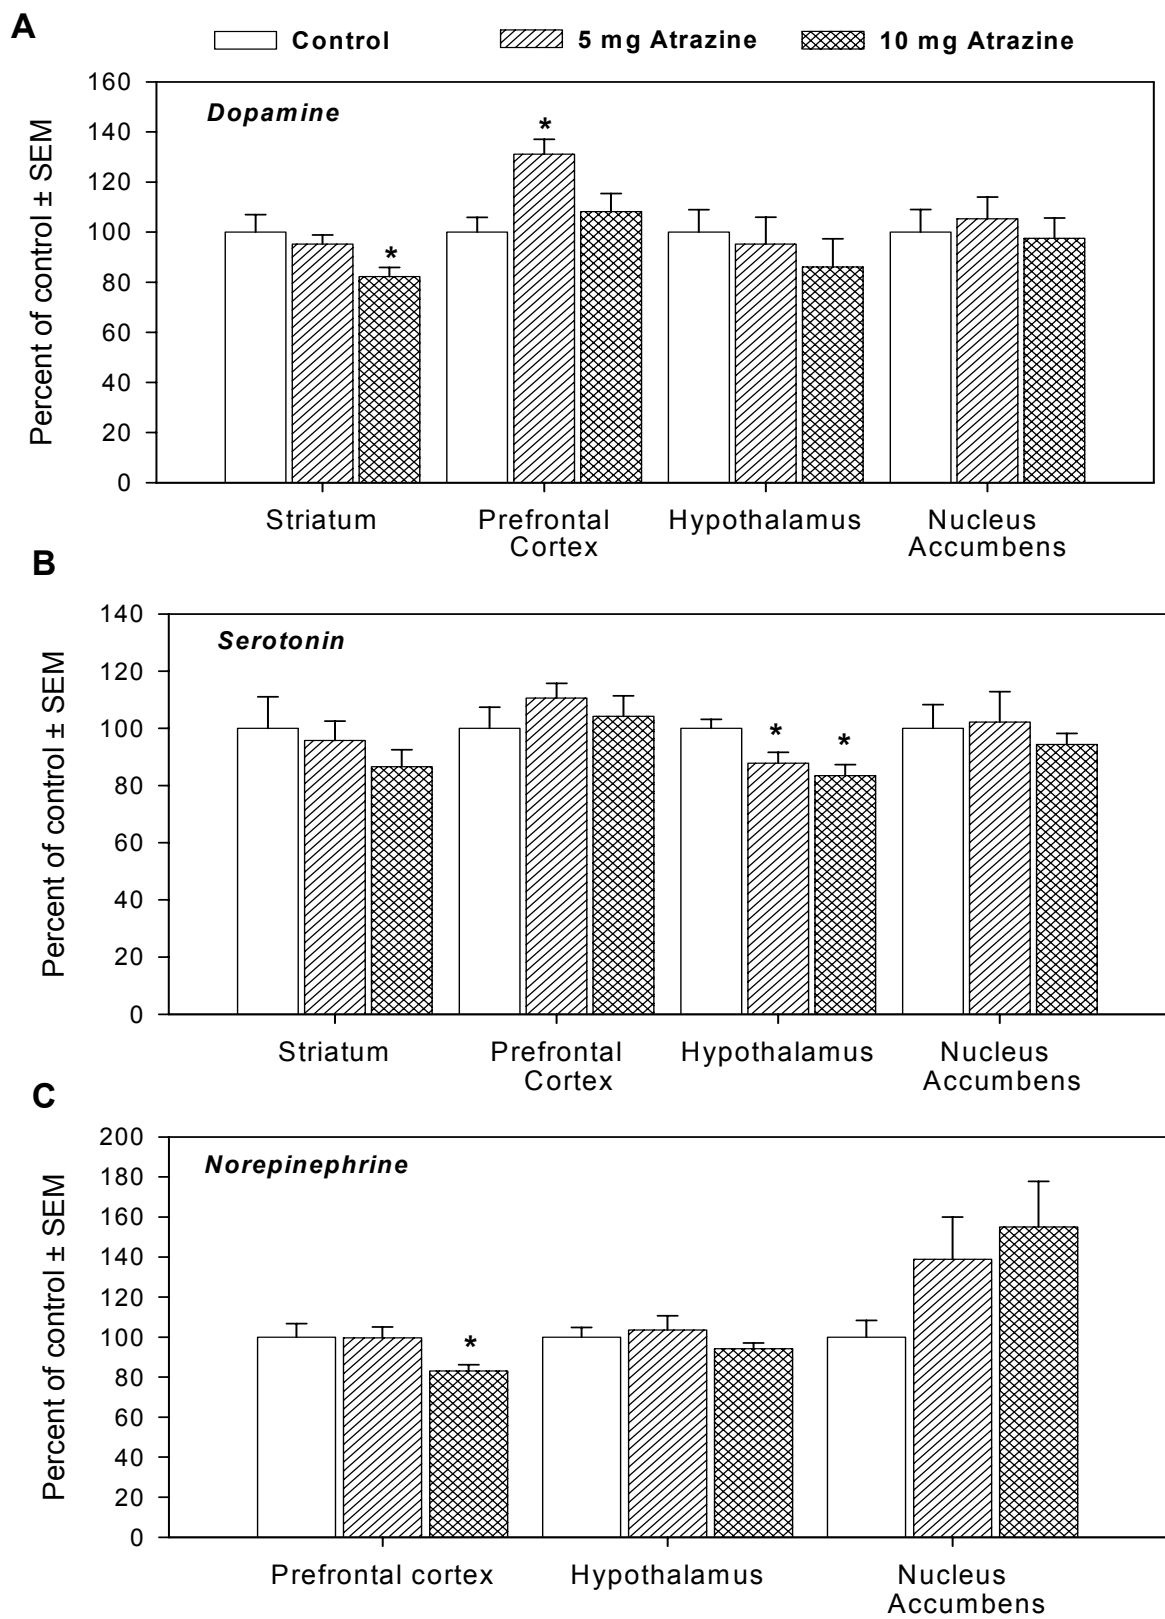 A
Control 5 mg Atrazine 10 mg Atrazine
160
140
120
100
80
60
40
20
0
Percent of control ± SEM
Dopamine
*
*
Striatum Prefrontal Hypothalamus Nucleus
Cortex Accumbens
B
140
120
100
80
60
40
20
0
Percent of control ± SEM
Serotonin
* *
Striatum Prefrontal Hypothalamus Nucleus
Cortex Accumbens
C
200
180
160
140
120
100
80
60
40
20
0
Percent of control ± SEM
Norepinephrine
*
Prefrontal cortex Hypothalamus Nucleus
Accumbens